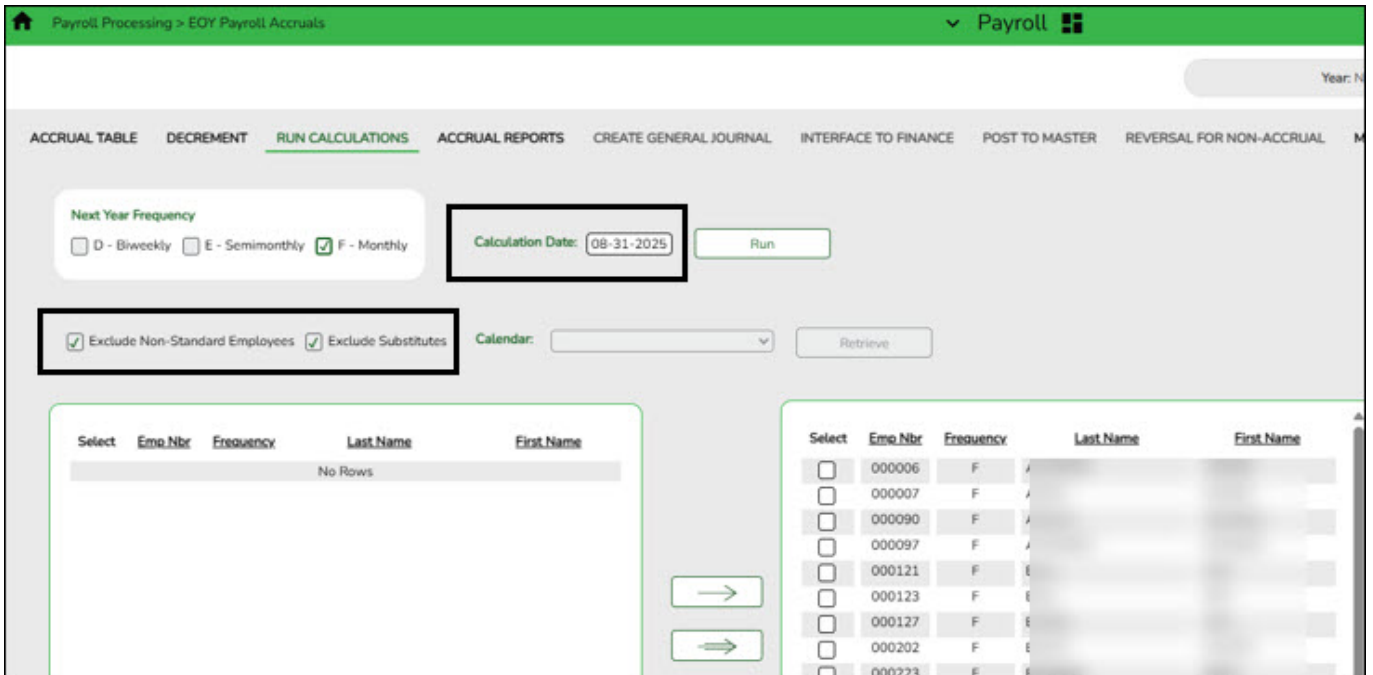 Payroll Processing > EOY Payroll Accruals
Payroll
Year: N
ACCRUAL TABLE DECREMENT RUN CALCULATIONS ACCRUAL REPORTS CREATE GENERAL JOURNAL INTERFACE TO FINANCE POST TO MASTER REVERSAL FOR NON-ACCRUAL M
Next Year Frequency
D - Biweekly E - Semimonthly F - Monthly
Calculation Date: 08-31-2025 Run
Exclude Non-Standard Employees Exclude Substitutes Calendar: Retrieve
Select Emp Nbr Frequency Last Name First Name
No Rows
Select Emp Nbr Frequency Last Name First Name
000006 F
000007 F
000090 F
000097 F
000121 F
000123 F
000127 F
000202 F
000223 F